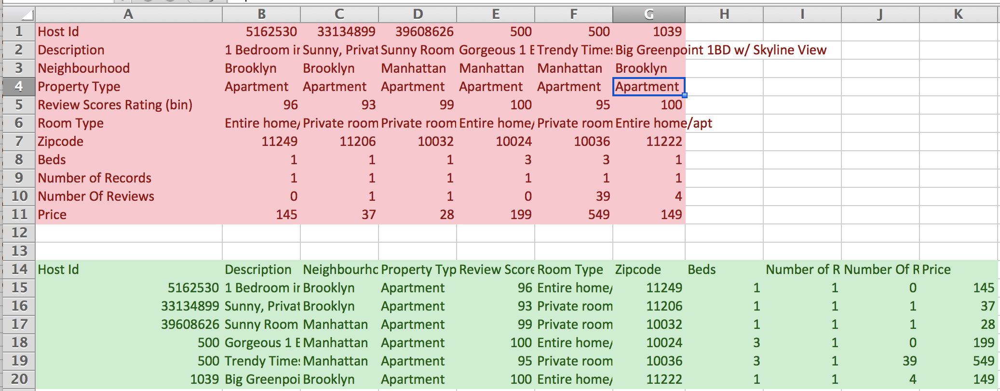 A B C D E F G H I J K
1 Host Id 5162530 33134899 39608626 500 500 1039
2 Description 1 Bedroom Sunny, Privat Sunny Room Gorgeous 1 Trendy Times Big Greenpoint 1BD w/ Skyline View
3 Neighbourhood Brooklyn Brooklyn Manhattan Manhattan Manhattan Brooklyn
4 Property Type Apartment Apartment Apartment Apartment Apartment Apartment
5 Review Scores Rating (bin) 96 93 99 100 95 100
6 Room Type Entire home/ Private room Private room Entire home/ Private room Entire home/apt
7 Zipcode 11249 11206 10032 10024 10036 11222
8 Beds 1 1 1 3 3 1
9 Number of Records 1 1 1 1 1 1
10 Number Of Reviews 0 1 1 0 39 4
11 Price 145 37 28 199 549 149
12
13
14 Host Id Description Neighbourho Property Typ Review Score Room Type Zipcode Beds Number of R Number Of R Price
15 5162530 1 Bedroom Brooklyn Apartment 96 Entire home/ 11249 1 1 0 145
16 33134899 Sunny, Privat Brooklyn Apartment 93 Private room 11206 1 1 1 37
17 39608626 Sunny Room Manhattan Apartment 99 Private room 10032 1 1 1 28
18 500 Gorgeous 1 Manhattan Apartment 100 Entire home/ 10024 3 1 0 199
19 500 Trendy Times Manhattan Apartment 95 Private room 10036 3 1 39 549
20 1039 Big Greenpoi Brooklyn Apartment 100 Entire home/ 11222 1 1 4 149